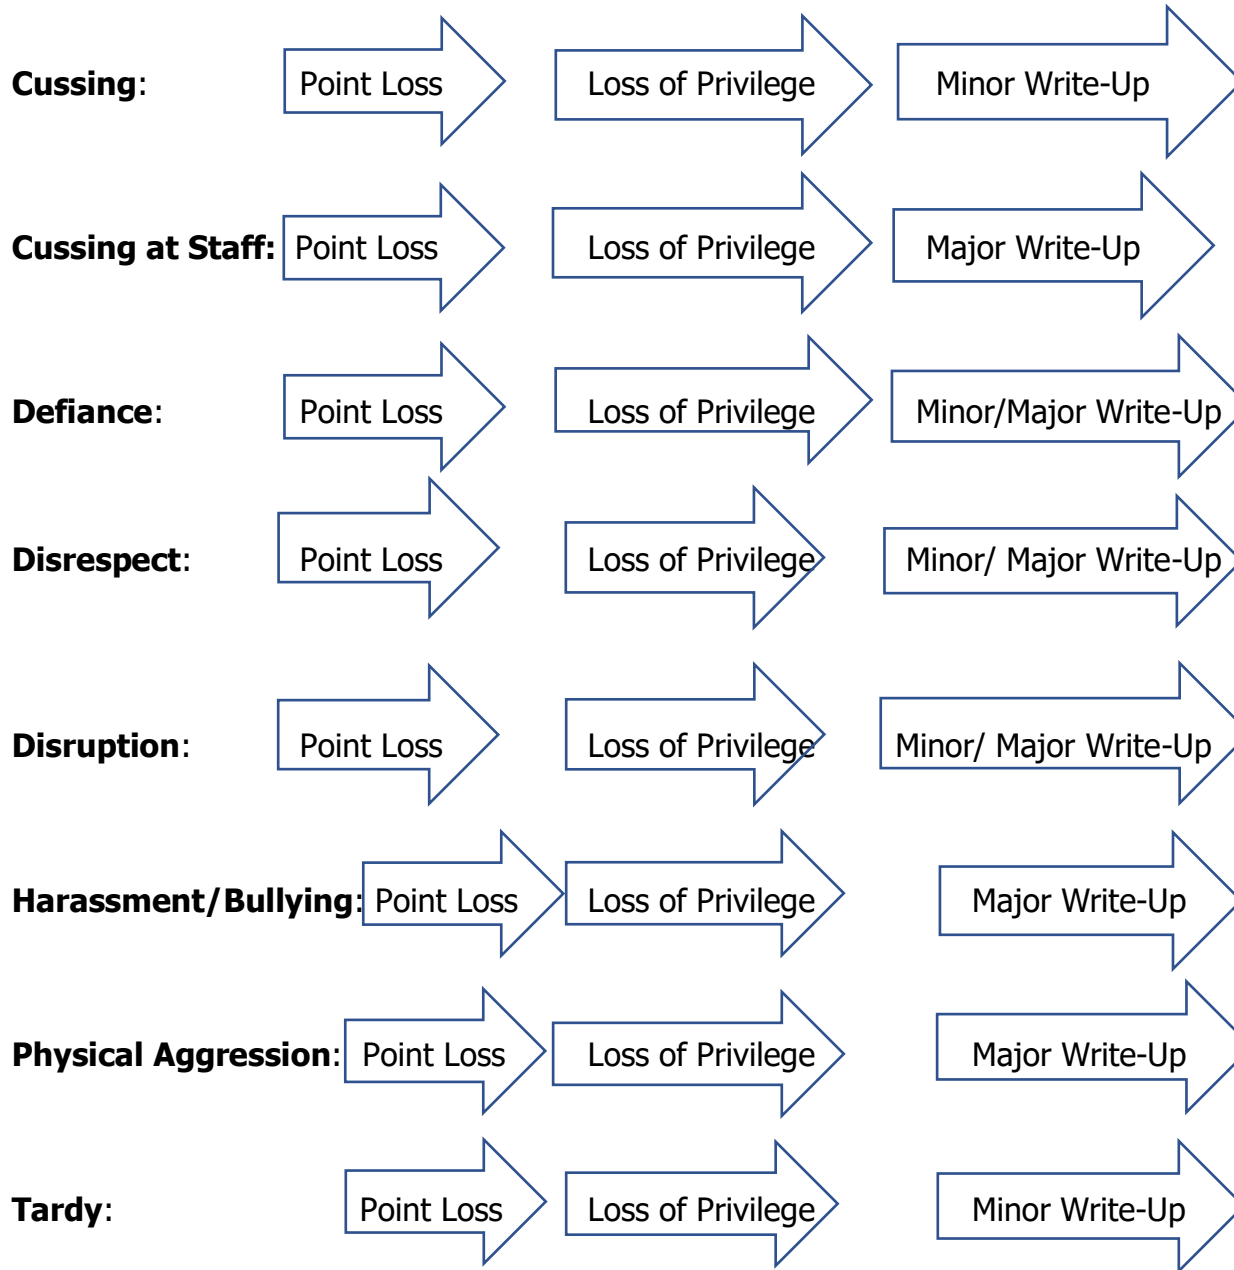 Cussing: Point Loss Loss of Privilege Minor Write-Up
Cussing at Staff: Point Loss Loss of Privilege Major Write-Up
Defiance: Point Loss Loss of Privilege Minor/Major Write-Up
Disrespect: Point Loss Loss of Privilege Minor/ Major Write-Up
Disruption: Point Loss Loss of Privilege Minor/ Major Write-Up
Harassment/Bullying: Point Loss Loss of Privilege Major Write-Up
Physical Aggression: Point Loss Loss of Privilege Major Write-Up
Tardy: Point Loss Loss of Privilege Minor Write-Up